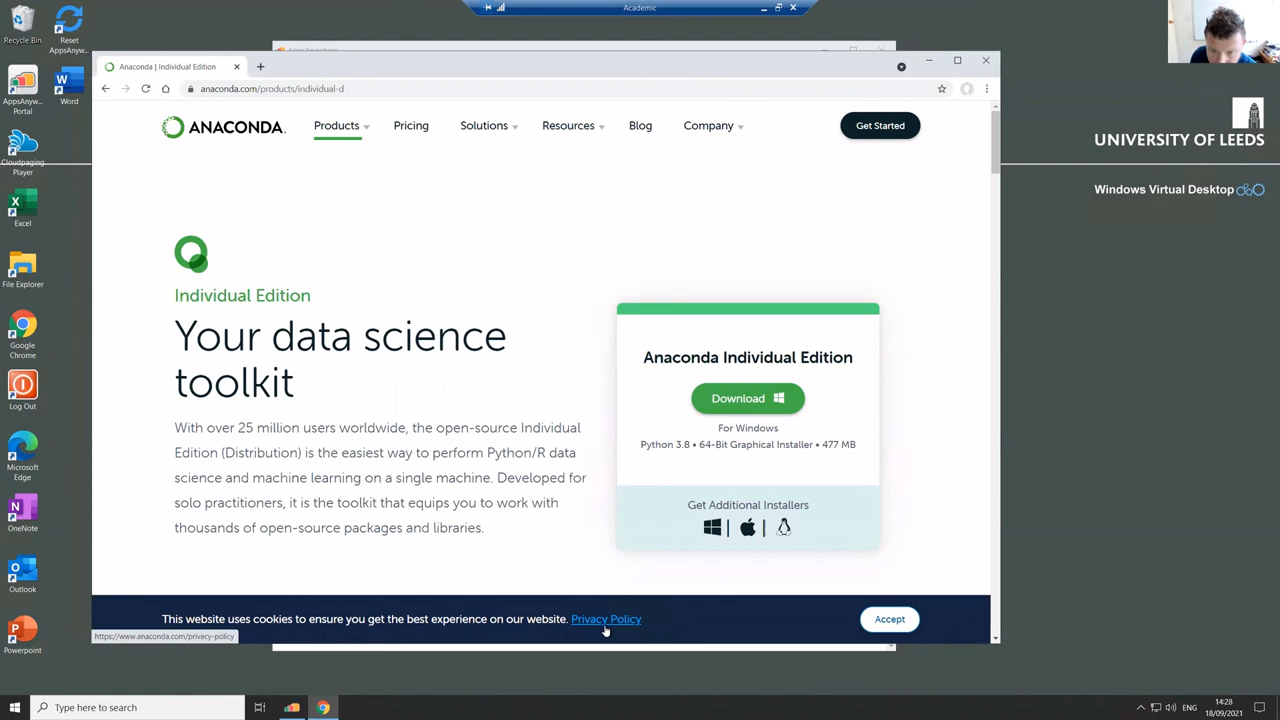 Academic
Recycle Bin
Reset
AppsAnyw...
AppsAnyw...
Portal
Word
Cloudpaging
Player
Excel
File Explorer
Google
Chrome
Log Out
Microsoft
Edge
OneNote
Outlook
Powerpoint
Anaconda | Individual Edition
anaconda.com/products/individual-d
ANACONDA.
Products
Pricing
Solutions
Resources
Blog
Company
Get Started
Individual Edition
Your data science
toolkit
With over 25 million users worldwide, the open-source Individual
Edition (Distribution) is the easiest way to perform Python/R data
science and machine learning on a single machine. Developed for
solo practitioners, it is the toolkit that equips you to work with
thousands of open-source packages and libraries.
Anaconda Individual Edition
Download
For Windows
Python 3.8 • 64-Bit Graphical Installer • 477 MB
Get Additional Installers
This website uses cookies to ensure you get the best experience on our website. Privacy Policy
Accept
https://www.anaconda.com/privacy-policy
UNIVERSITY OF LEEDS
Windows Virtual Desktop
Type here to search
ENG
14:28
18/09/2021